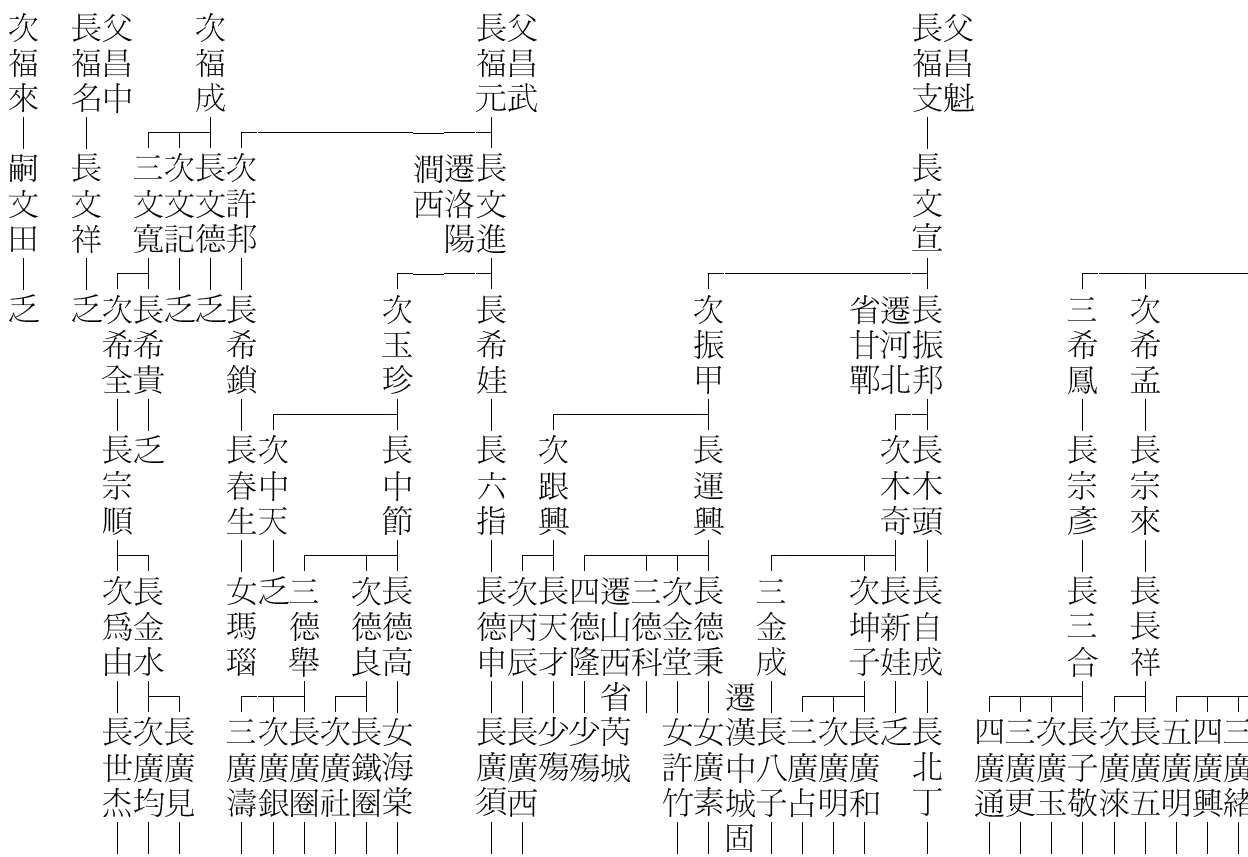 父昌魁
長福支
父昌武
長福元
次福成
父昌中
長福名
次福來
長文宣
長文進
遷洛陽
澗西
次許邦
長文德
次文記
三文寬
長文祥
嗣文田
次希孟
三希鳳
長振邦
遷河北
省甘鄲
次振甲
長希娃
次玉珍
長希鎖
乏
乏
長希貴
次希全
乏
乏
長宗來
長宗彥
長木頭
次木奇
長運興
次跟興
長六指
長中節
次中天
長春生
乏
長宗順
長長祥
長三合
長自成
長新娃
次坤子
三金成
長德秉
次金堂
三德科
遷山西省芮城
四德隆
長天才
次丙辰
長德申
長德高
次德良
三德舉
乏
女瑪瑙
長金水
次爲由
三廣緒
四廣興
五廣明
長廣五
次廣淶
長子敬
次廣玉
三廣更
四廣通
長北丁
乏
長廣和
次廣明
三廣占
長八子
遷漢中城固
女廣素
女許竹
少殤
少殤
長廣西
長廣須
女海棠
長鐵圈
次廣社
長廣圈
次廣銀
三廣濤
長廣見
次廣均
長世杰